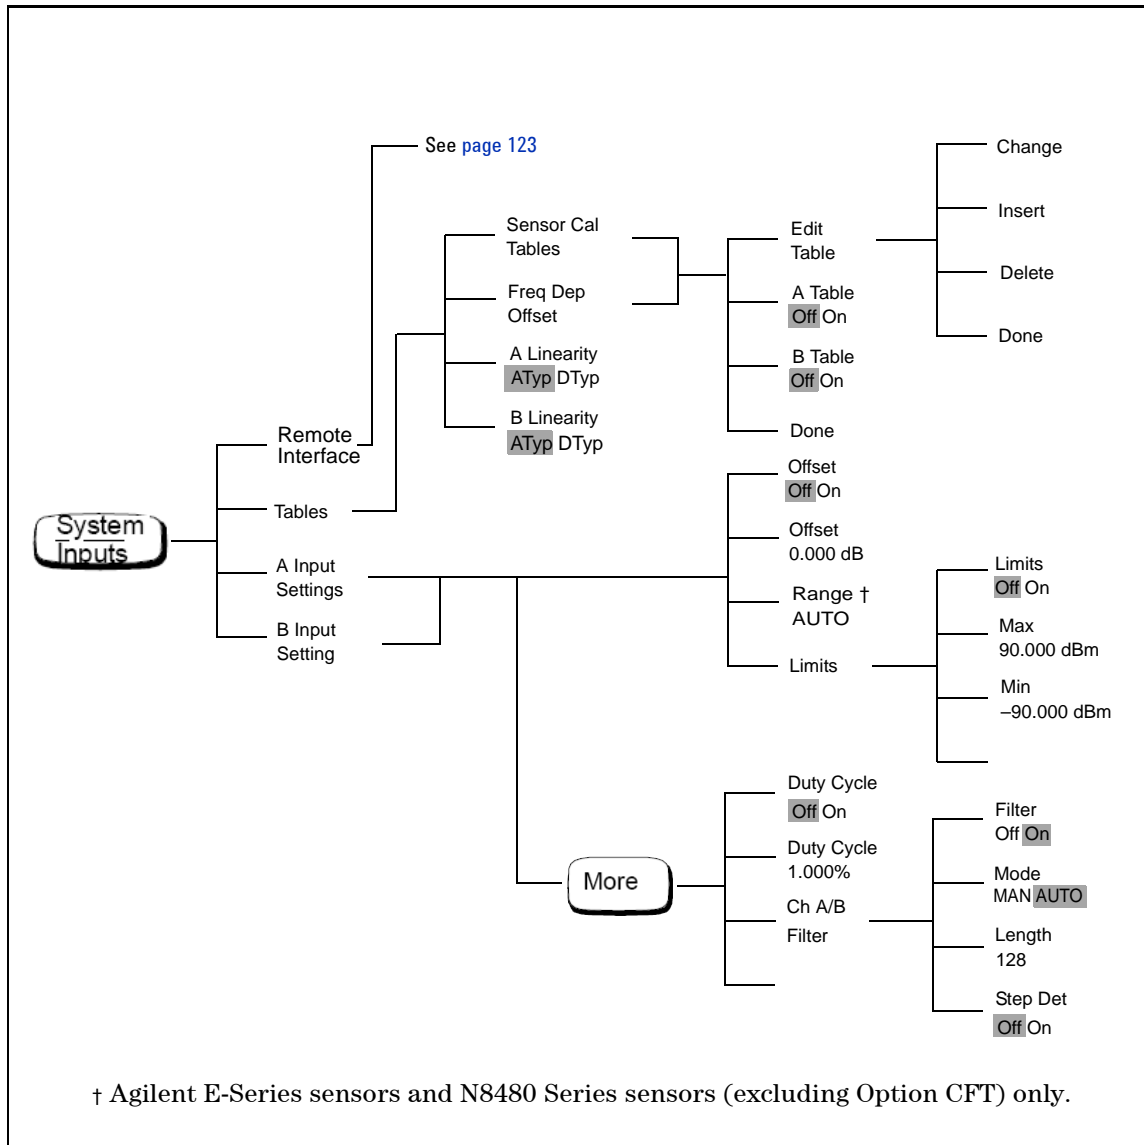 See page 123
Change
Insert
Delete
Done
Sensor Cal
Tables
Freq Dep
Offset
A Linearity
ATyp DTyp
B Linearity
ATyp DTyp
Edit
Table
A Table
Off On
B Table
Off On
Done
System
Inputs
Remote
Interface
Tables
A Input
Settings
B Input
Setting
Offset
Off On
Offset
0.000 dB
Range †
AUTO
Limits
Limits
Off On
Max
90.000 dBm
Min
–90.000 dBm
More
Duty Cycle
Off On
Duty Cycle
1.000%
Ch A/B
Filter
Filter
Off On
Mode
MAN AUTO
Length
128
Step Det
Off On
† Agilent E-Series sensors and N8480 Series sensors (excluding Option CFT) only.